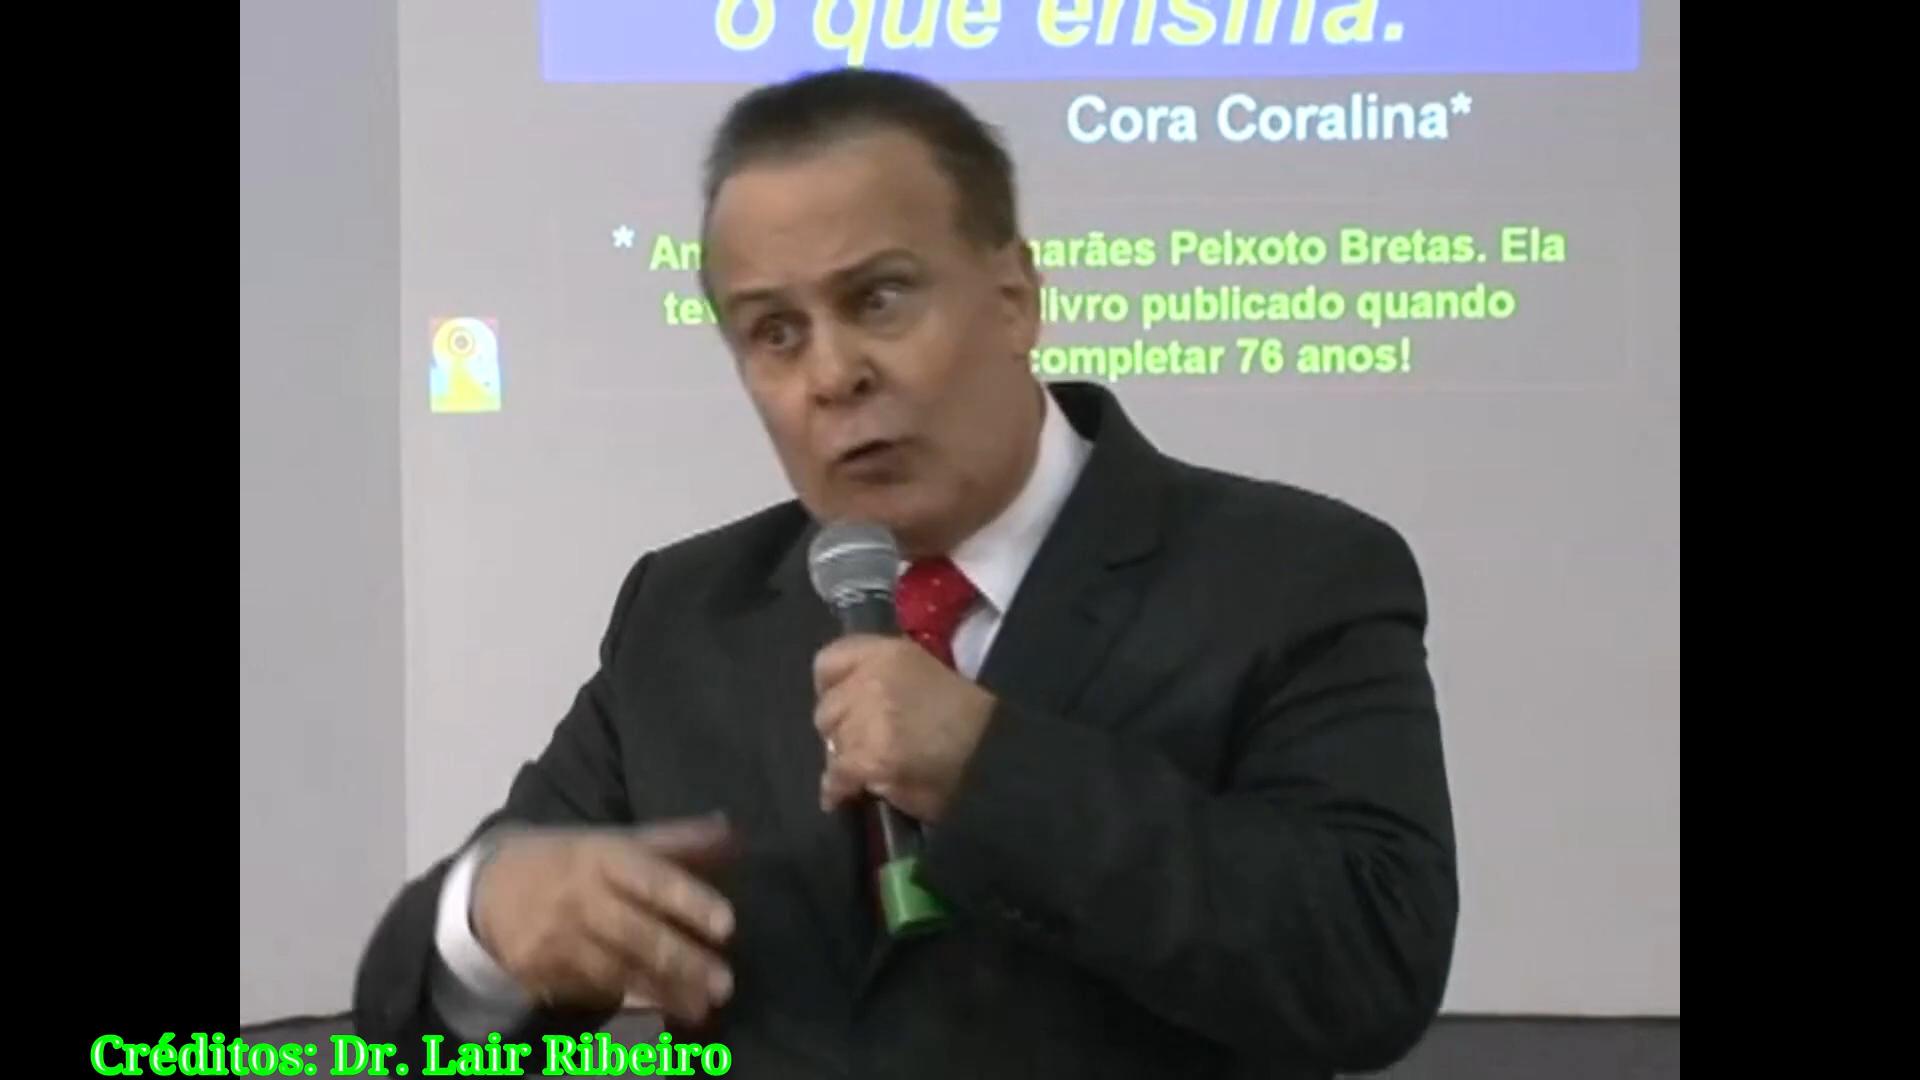 o que ensina.
Cora Coralina*
* An marães Peixoto Bretas. Ela
te livro publicado quando
completar 76 anos!
Créditos: Dr. Lair Ribeiro